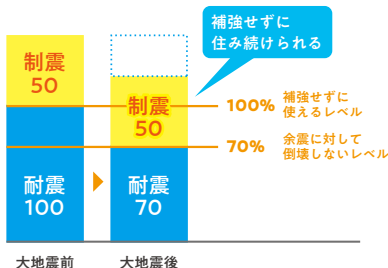 補強せずに
住み続けられる
制震
50
制震
50
100%
補強せずに
使えるレベル
70%
余震に対して
倒壊しないレベル
耐震
100
耐震
70
大地震前
大地震後